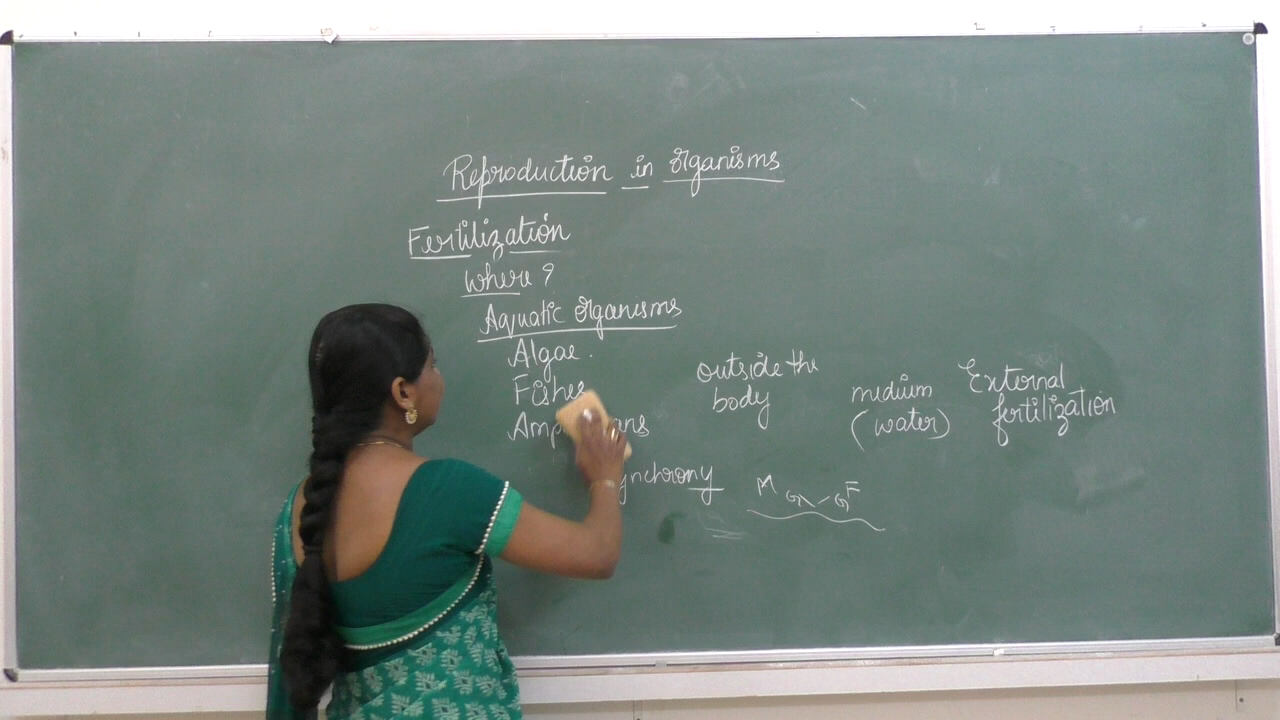 Reproduction in organisms
Fertilization
Where ?
Aquatic organisms
Algae.
Fishes
outside the
body
medium
(water)
External
fertilization
M G G F